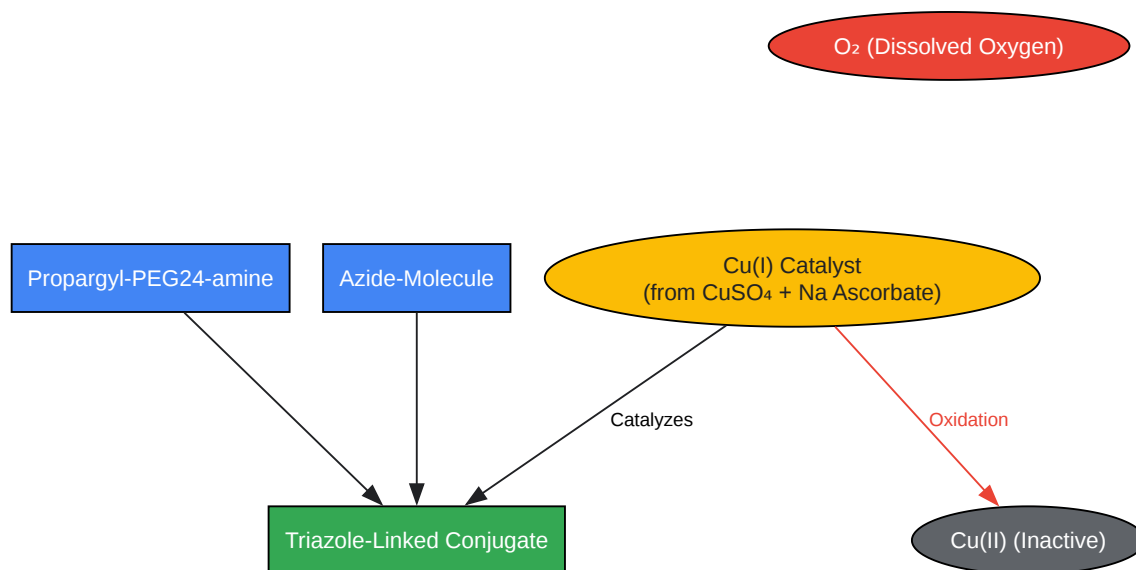 O₂ (Dissolved Oxygen)
Propargyl-PEG24-amine
Azide-Molecule
Cu(I) Catalyst
(from CuSO₄ + Na Ascorbate)
Catalyzes
Oxidation
Triazole-Linked Conjugate
Cu(II) (Inactive)